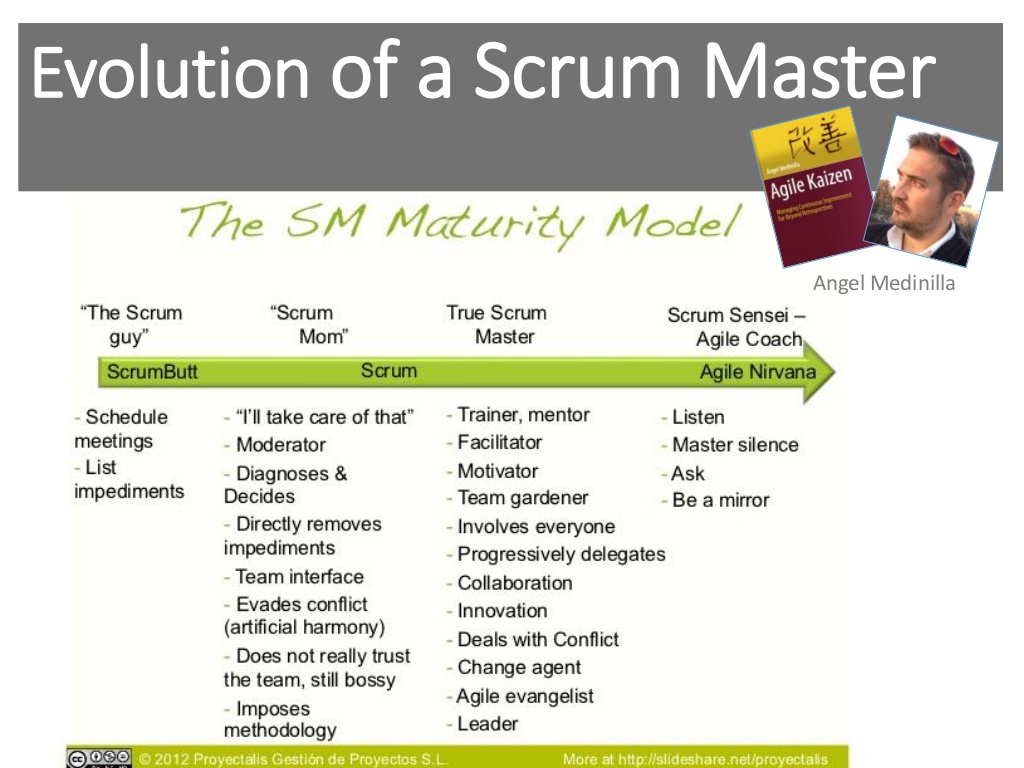 Evolution of a Scrum Master
改善
Ángel Medinilla
Agile Kaizen
Managing Continuous Improvement
Far Beyond Retrospectives
The SM Maturity Model
Angel Medinilla
“The Scrum
guy”
“Scrum
Mom”
True Scrum
Master
Scrum Sensei –
Agile Coach
ScrumButt
Scrum
Agile Nirvana
- Schedule
meetings
- List
impediments
- “I’ll take care of that”
- Moderator
- Diagnoses &
Decides
- Directly removes
impediments
- Team interface
- Evades conflict
(artificial harmony)
- Does not really trust
the team, still bossy
- Imposes
methodology
- Trainer, mentor
- Facilitator
- Motivator
- Team gardener
- Involves everyone
- Progressively delegates
- Collaboration
- Innovation
- Deals with Conflict
- Change agent
- Agile evangelist
- Leader
- Listen
- Master silence
- Ask
- Be a mirror
© 2012 Proyectalis Gestión de Proyectos S.L.
More at http://slideshare.net/proyectalis